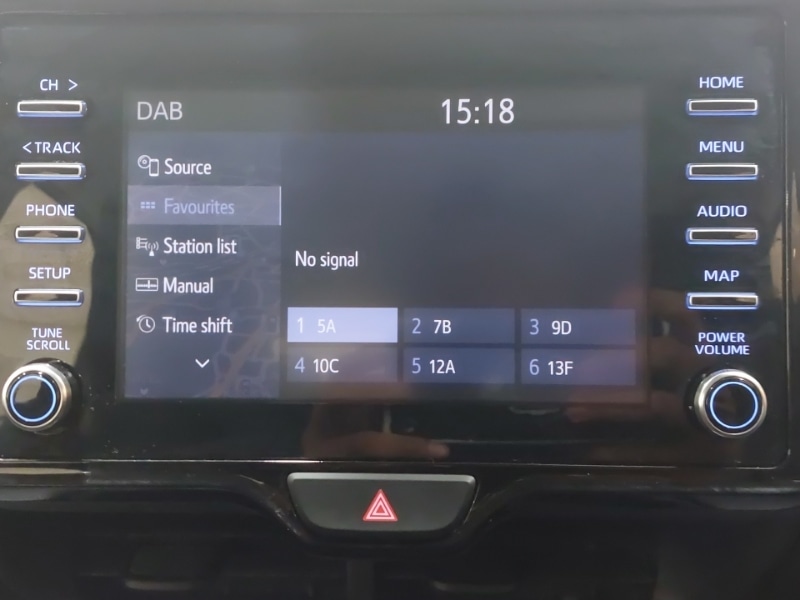 CH >
< TRACK
PHONE
SETUP
TUNE
SCROLL
DAB
15:18
Source
Favourites
Station list
Manual
Time shift
No signal
1 5A
2 7B
3 9D
4 10C
5 12A
6 13F
HOME
MENU
AUDIO
MAP
POWER
VOLUME